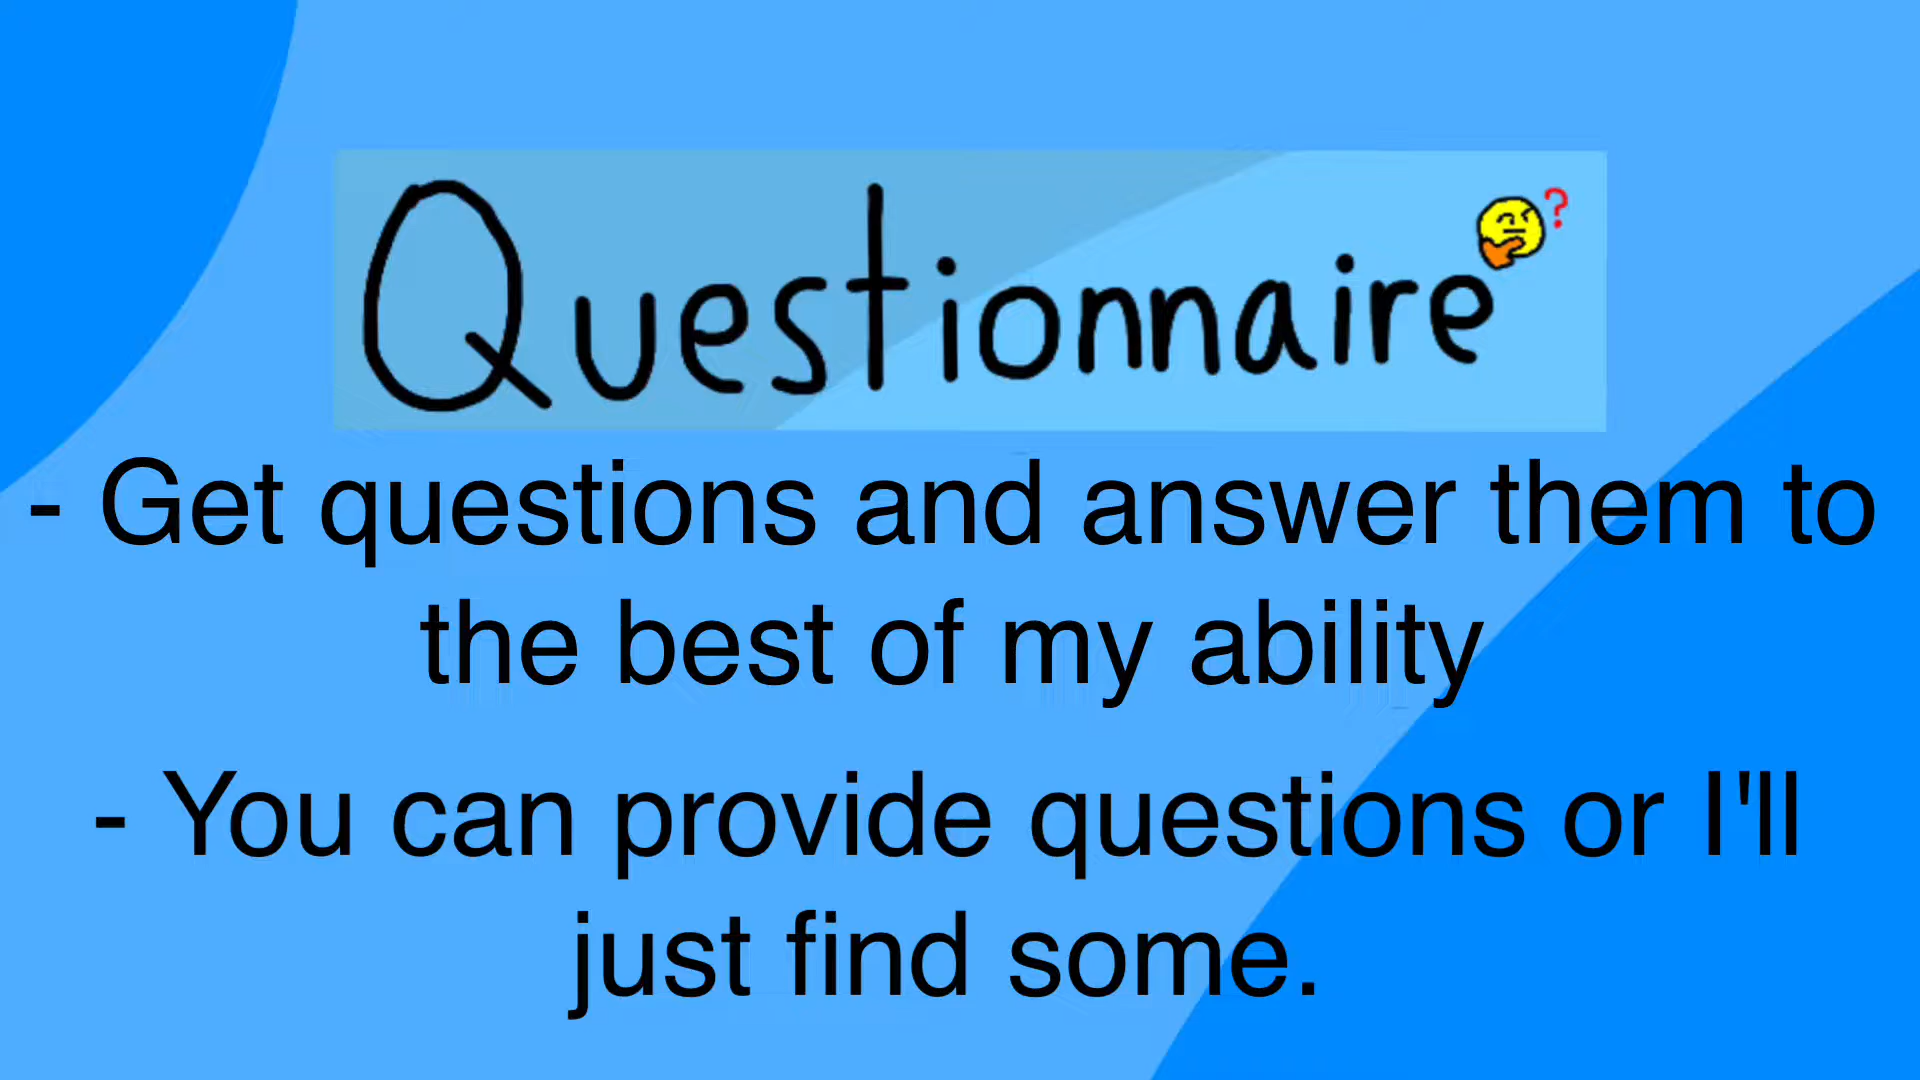 Questionnaire
?
- Get questions and answer them to
the best of my ability
- You can provide questions or I'll
just find some.